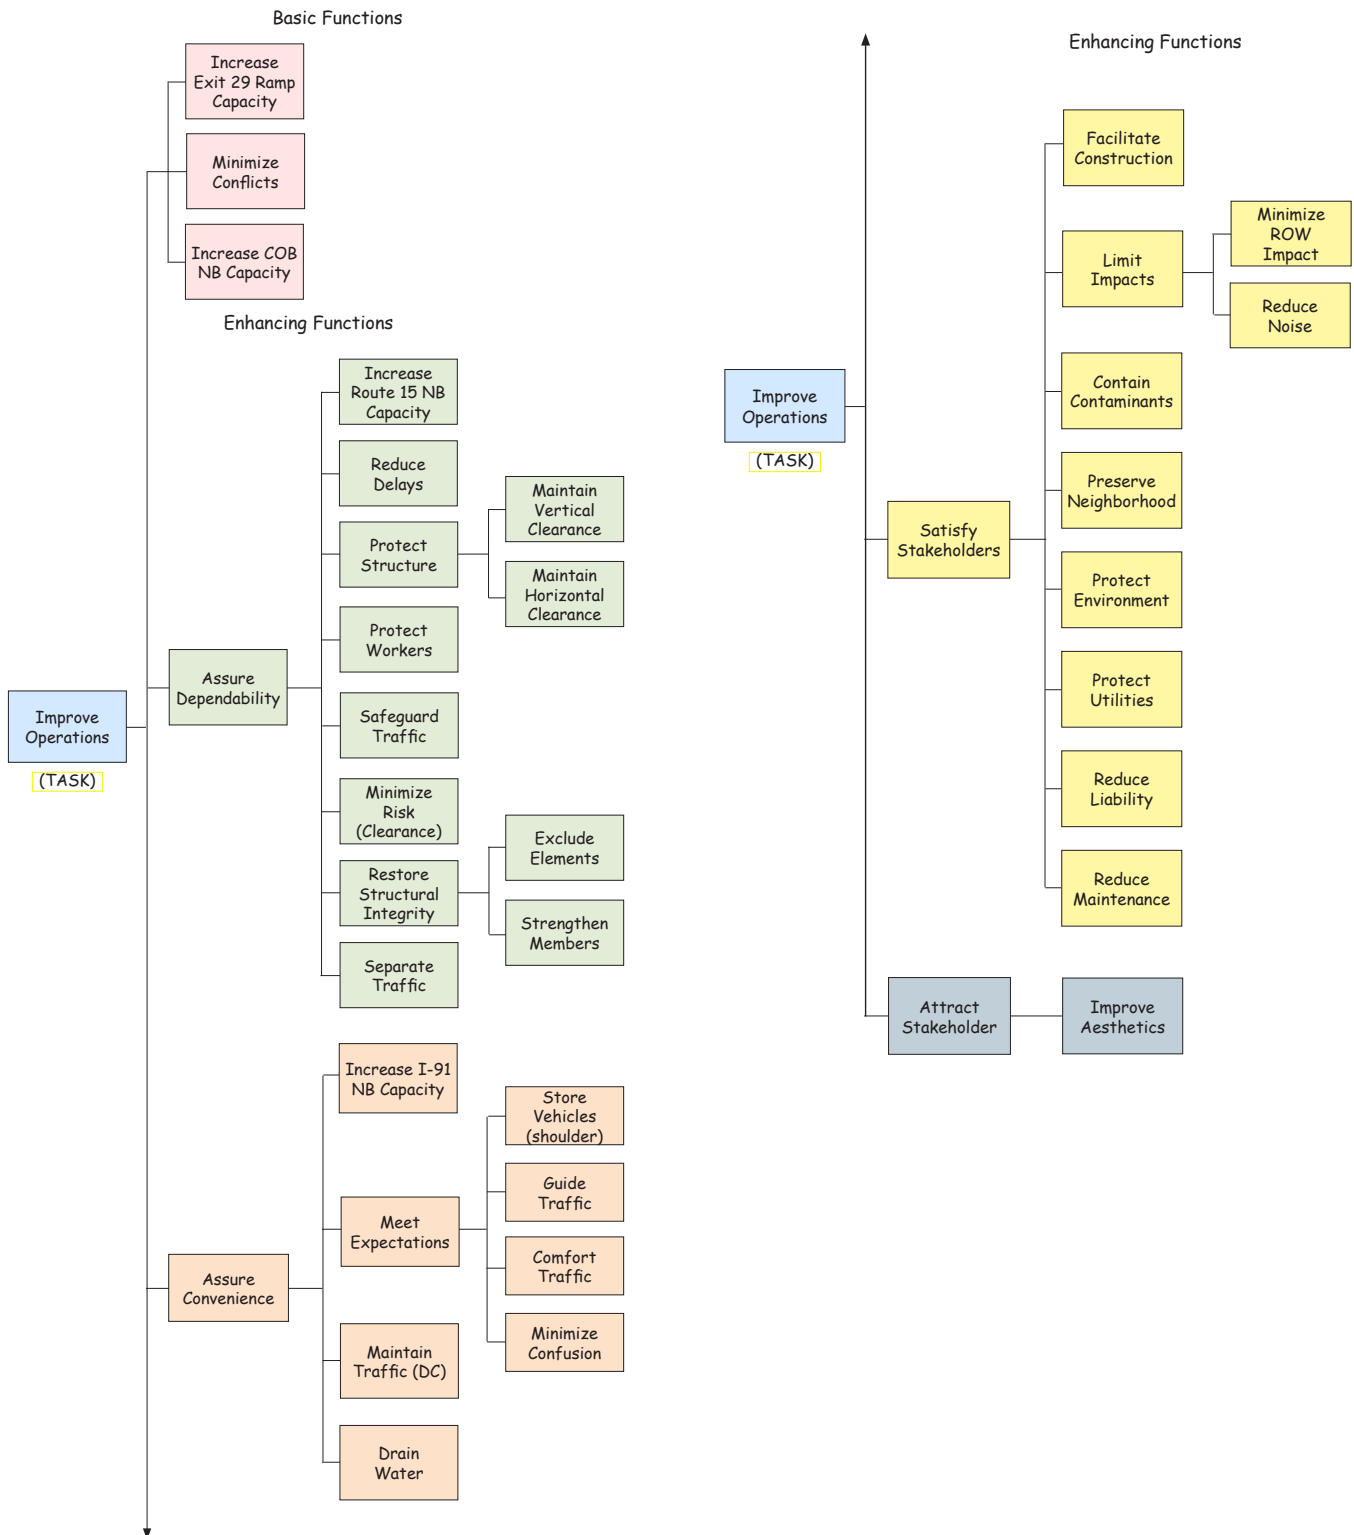 Basic Functions
Increase
Exit 29 Ramp
Capacity
Minimize
Conflicts
Increase COB
NB Capacity
Enhancing Functions
Increase
Route 15 NB
Capacity
Reduce
Delays
Protect
Structure
Maintain
Vertical
Clearance
Maintain
Horizontal
Clearance
Protect
Workers
Assure
Dependability
Safeguard
Traffic
Improve
Operations
(TASK)
Minimize
Risk
(Clearance)
Restore
Structural
Integrity
Exclude
Elements
Strengthen
Members
Separate
Traffic
Increase I-91
NB Capacity
Meet
Expectations
Store
Vehicles
(shoulder)
Guide
Traffic
Comfort
Traffic
Minimize
Confusion
Assure
Convenience
Maintain
Traffic (DC)
Drain
Water
Enhancing Functions
Facilitate
Construction
Limit
Impacts
Minimize
ROW
Impact
Reduce
Noise
Improve
Operations
(TASK)
Contain
Contaminants
Preserve
Neighborhood
Satisfy
Stakeholders
Protect
Environment
Protect
Utilities
Reduce
Liability
Reduce
Maintenance
Attract
Stakeholder
Improve
Aesthetics